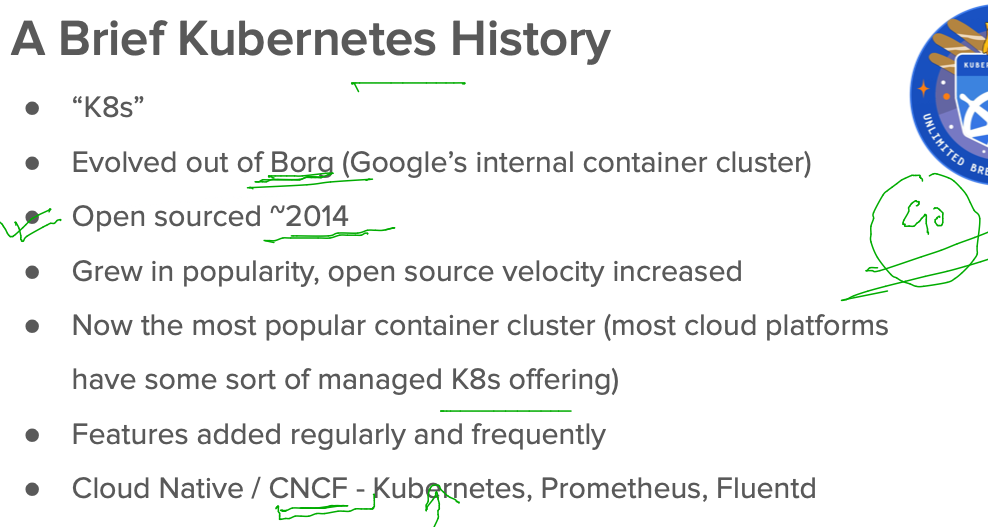 A Brief Kubernetes History
● “K8s”
● Evolved out of Borg (Google’s internal container cluster)
● Open sourced ~2014
● Grew in popularity, open source velocity increased
● Now the most popular container cluster (most cloud platforms
have some sort of managed K8s offering)
● Features added regularly and frequently
● Cloud Native / CNCF - Kubernetes, Prometheus, Fluentd
KUBE
UNLIMITED BRE
Go